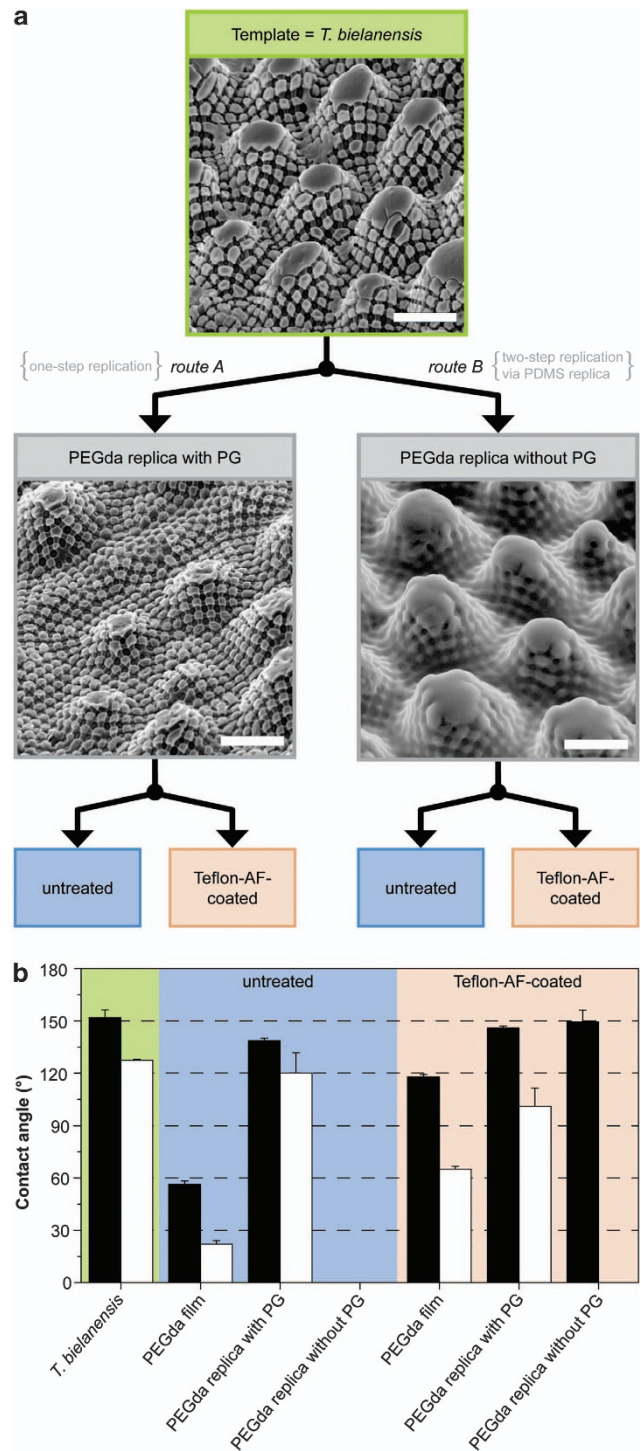 a
Template = T. bielanensis
{one-step replication} route A
route B {two-step replication
via PDMS replica}
PEGda replica with PG
PEGda replica without PG
untreated
Teflon-AF-
coated
untreated
Teflon-AF-
coated
b
untreated
Teflon-AF-coated
Contact angle (°)
180
150
120
90
60
30
0
T. bielanensis
PEGda film
PEGda replica with PG
PEGda replica without PG
PEGda film
PEGda replica with PG
PEGda replica without PG